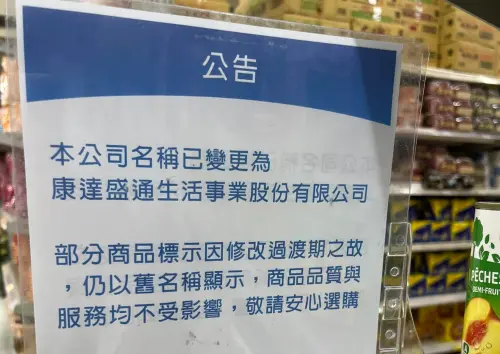 公告
本公司名稱已變更為
康達盛通生活事業股份有限公司
部分商品標示因修改過渡期之故
，仍以舊名稱顯示，商品品質與
服務均不受影響，敬請安心選購
PÊCHES
DEMI-FRUIT